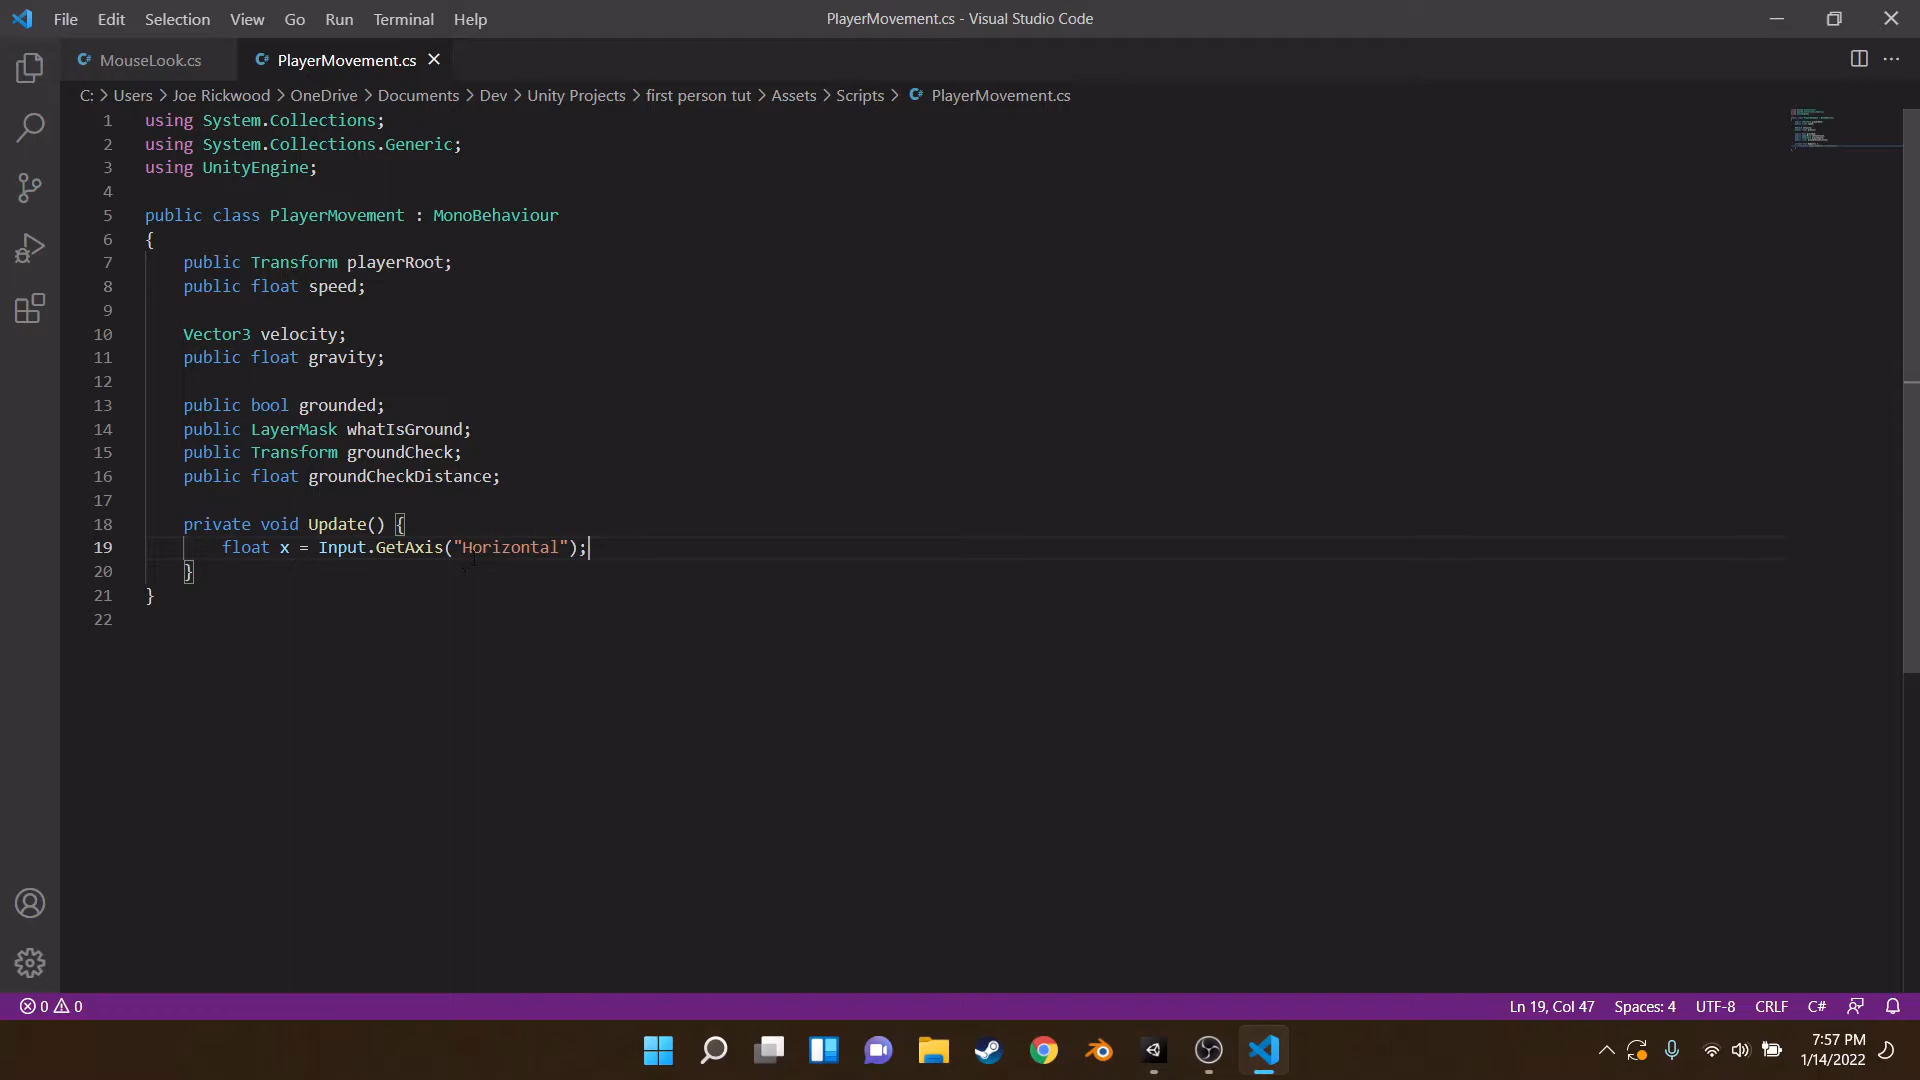 File Edit Selection View Go Run Terminal Help PlayerMovement.cs - Visual Studio Code
MouseLook.cs PlayerMovement.cs
C: > Users > Joe Rickwood > OneDrive > Documents > Dev > Unity Projects > first person tut > Assets > Scripts > PlayerMovement.cs
1 using System.Collections;
2 using System.Collections.Generic;
3 using UnityEngine;
4
5 public class PlayerMovement : MonoBehaviour
6 {
7 public Transform playerRoot;
8 public float speed;
9
10 Vector3 velocity;
11 public float gravity;
12
13 public bool grounded;
14 public LayerMask whatIsGround;
15 public Transform groundCheck;
16 public float groundCheckDistance;
17
18 private void Update() {
19 float x = Input.GetAxis("Horizontal");
20 }
21 }
22
0 0 Ln 19, Col 47 Spaces: 4 UTF-8 CRLF C#
7:57 PM
1/14/2022